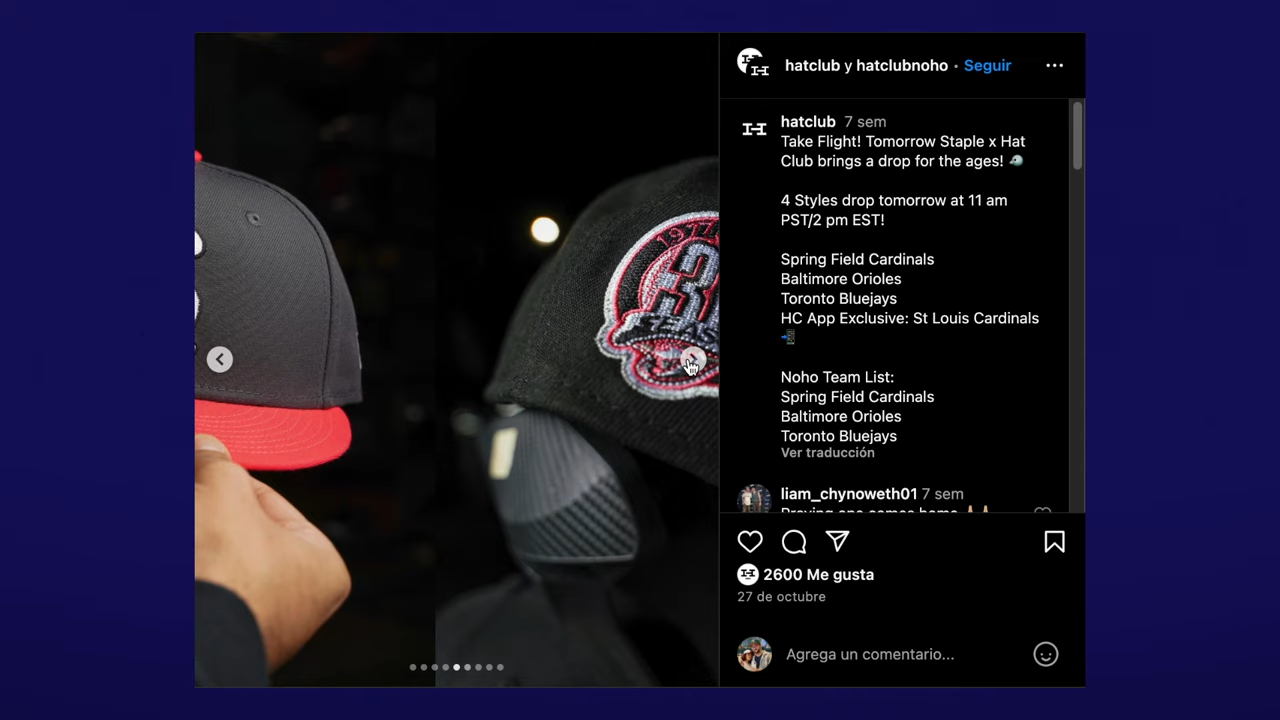 hatclub y hatclubnoho • Seguir
hatclub 7 sem
Take Flight! Tomorrow Staple x Hat
Club brings a drop for the ages!
4 Styles drop tomorrow at 11 am
PST/2 pm EST!
Spring Field Cardinals
Baltimore Orioles
Toronto Bluejays
HC App Exclusive: St Louis Cardinals
Noho Team List:
Spring Field Cardinals
Baltimore Orioles
Toronto Bluejays
Ver traducción
liam_chynoweth01 7 sem
2600 Me gusta
27 de octubre
Agrega un comentario...